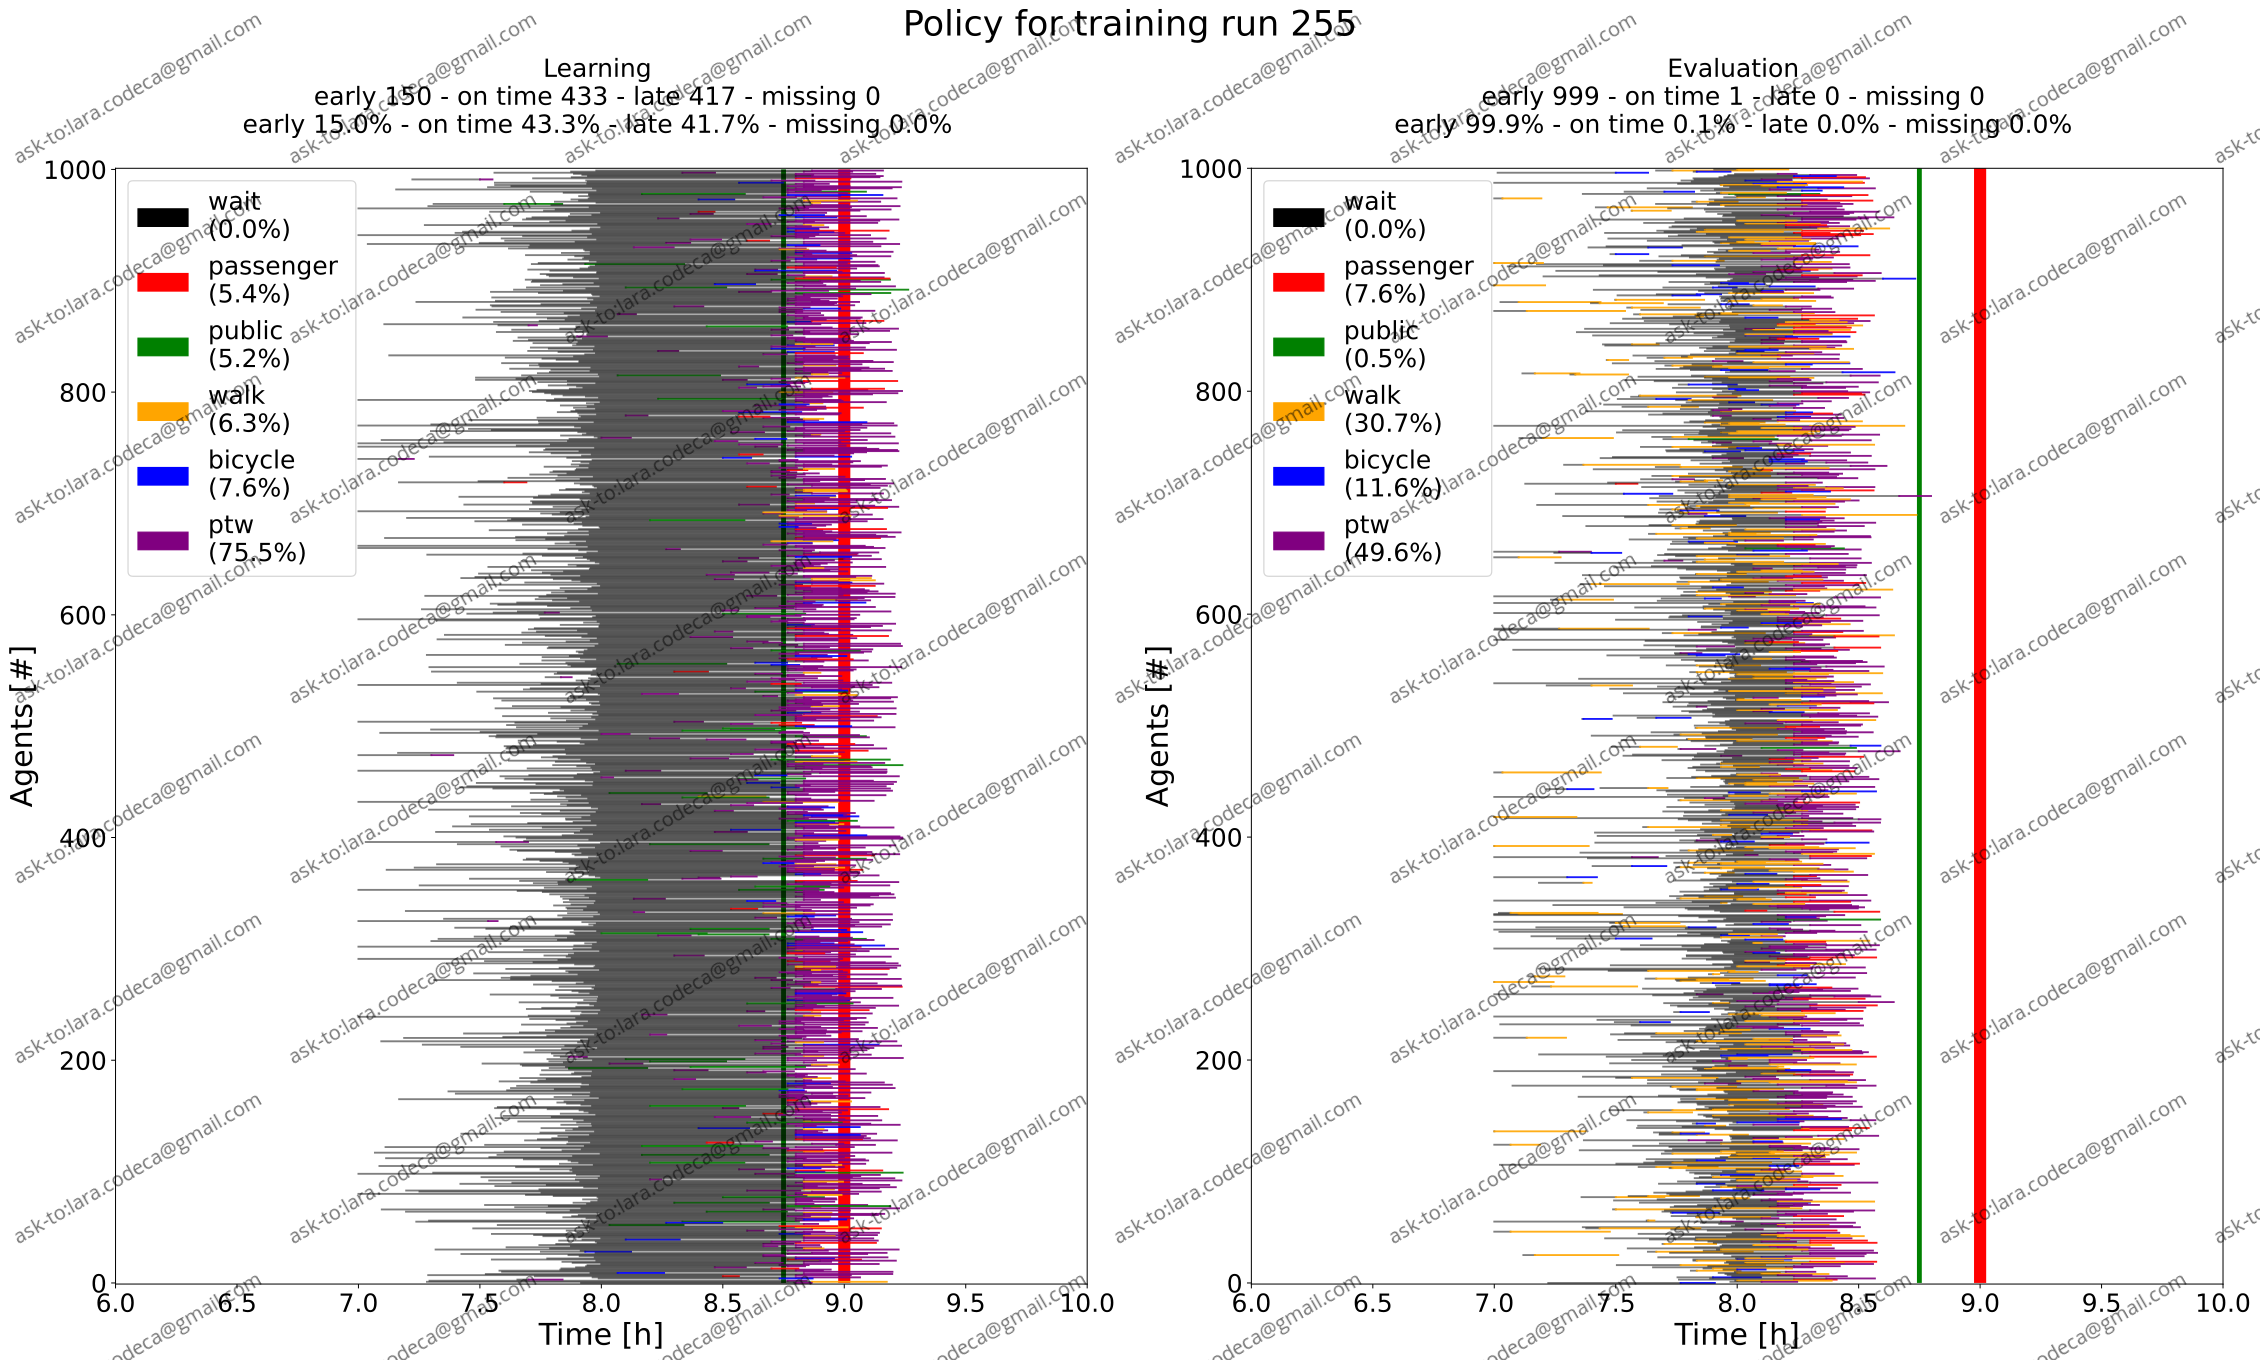 Policy for training run 255
Learning
early 150 - on time 433 - late 417 - missing 0
early 15.0% - on time 43.3% - late 41.7% - missing 0.0%
1000
800
600
400
200
0
Agents [#]
wait
(0.0%)
passenger
(5.4%)
public
(5.2%)
walk
(6.3%)
bicycle
(7.6%)
ptw
(75.5%)
6.0 6.5 7.0 7.5 8.0 8.5 9.0 9.5 10.0
Time [h]
Evaluation
early 999 - on time 1 - late 0 - missing 0
early 99.9% - on time 0.1% - late 0.0% - missing 0.0%
1000
800
600
400
200
0
Agents [#]
wait
(0.0%)
passenger
(7.6%)
public
(0.5%)
walk
(30.7%)
bicycle
(11.6%)
ptw
(49.6%)
6.0 6.5 7.0 7.5 8.0 8.5 9.0 9.5 10.0
Time [h]
ask-to:lara.codeca@gmail.com